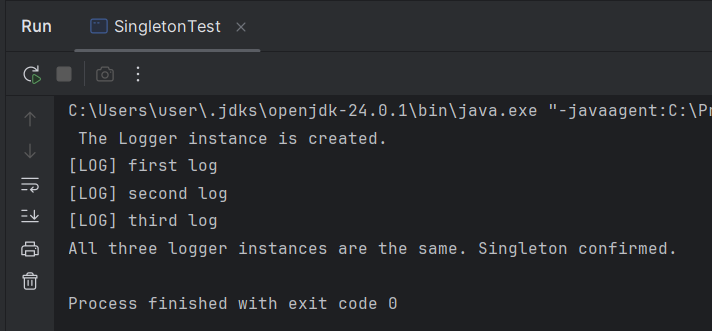 Run
SingletonTest
C:\Users\user\.jdks\openjdk-24.0.1\bin\java.exe "-javaagent:C:\Pr
The Logger instance is created.
[LOG] first log
[LOG] second log
[LOG] third log
All three logger instances are the same. Singleton confirmed.
Process finished with exit code 0